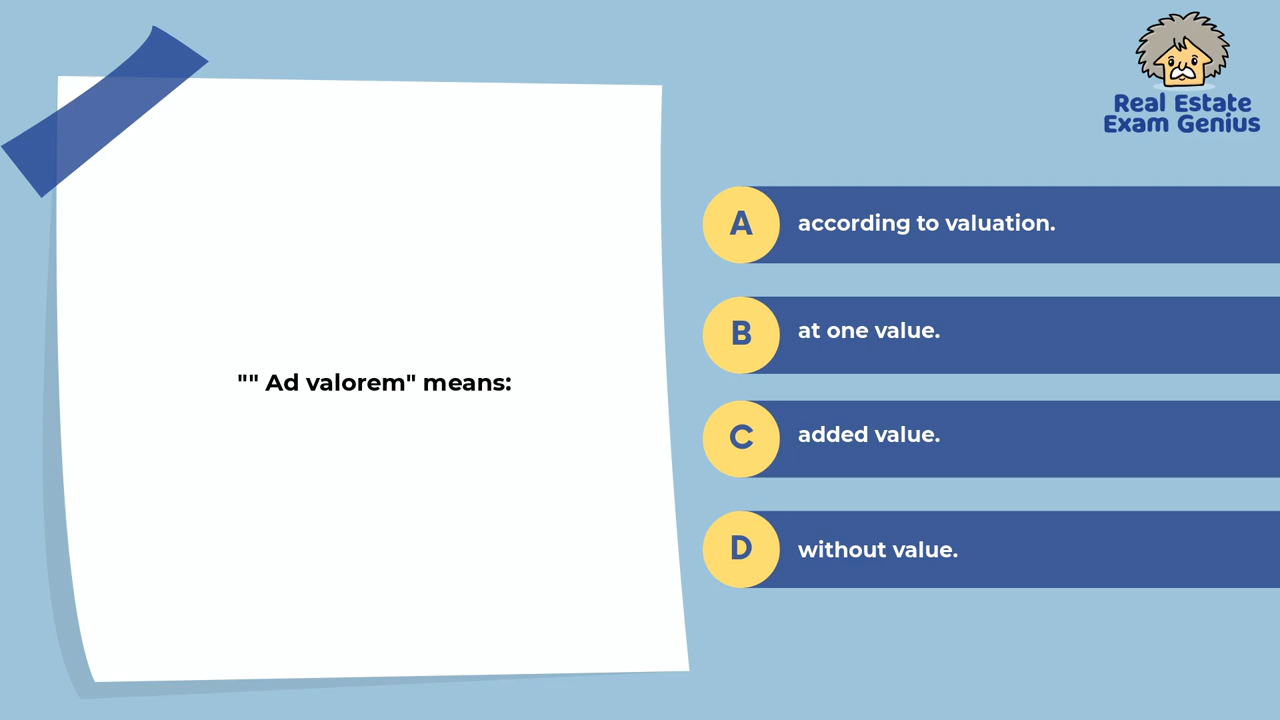 Real Estate
Exam Genius
"" Ad valorem" means:
A
according to valuation.
B
at one value.
C
added value.
D
without value.